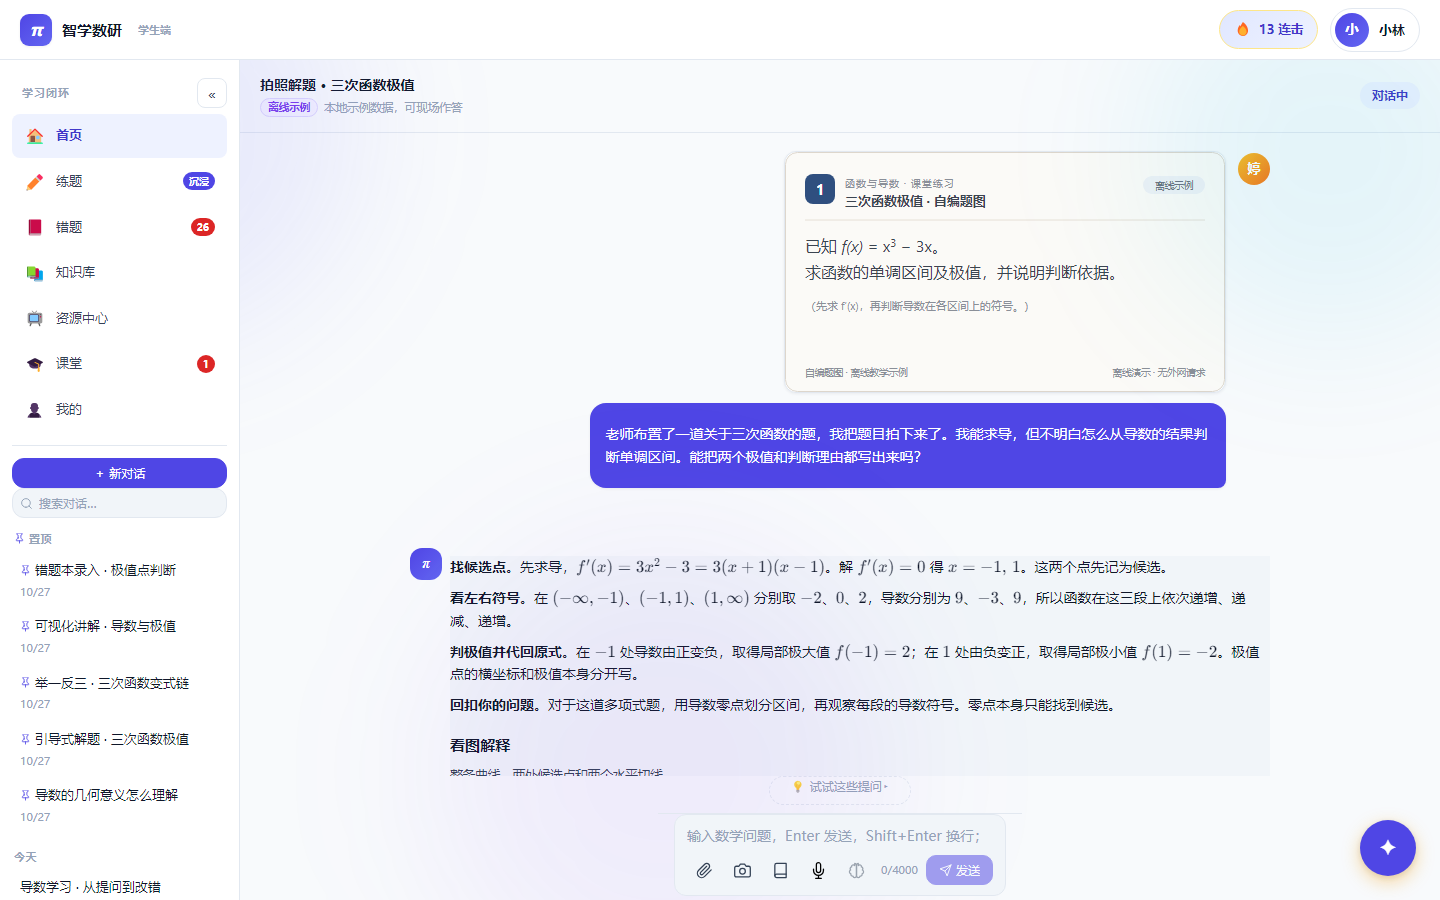 π 智学数研 学生端
13 连击
小 小林
学习闭环
«
首页
练题 沉浸
错题 26
知识库
资源中心
课堂 1
我的
+ 新对话
搜索对话...
置顶
错题本录入 · 极值点判断
10/27
可视化讲解 · 导数与极值
10/27
举一反三 · 三次函数变式链
10/27
引导式解题 · 三次函数极值
10/27
导数的几何意义怎么理解
10/27
今天
导数学习 · 从提问到改错
拍照解题 • 三次函数极值
离线示例 本地示例数据，可现场作答
对话中
婷
1
函数与导数 · 课堂练习
三次函数极值 · 自编题图
离线示例
已知 f(x) = x³ − 3x。
求函数的单调区间及极值，并说明判断依据。
（先求 f′(x)，再判断导数在各区间上的符号。）
自编题图 · 离线教学示例
离线演示 · 无外网请求
老师布置了一道关于三次函数的题，我把题目拍下来了。我能求导，但不明白怎么从导数的结果判
断单调区间。能把两个极值和判断理由都写出来吗？
π
找候选点。先求导，f′(x) = 3x² − 3 = 3(x + 1)(x − 1)。解 f′(x) = 0 得 x = −1, 1。这两个点先记为候选。
看左右符号。在 (−∞, −1)、(−1, 1)、(1, ∞) 分别取 −2、0、2，导数分别为 9、−3、9，所以函数在这三段上依次递增、递
减、递增。
判极值并代回原式。在 −1 处导数由正变负，取得局部极大值 f(−1) = 2；在 1 处由负变正，取得局部极小值 f(1) = −2。极值
点的横坐标和极值本身分开写。
回扣你的问题。对于这道多项式题，用导数零点划分区间，再观察每段的导数符号。零点本身只能找到候选。
看图解释
整条曲线、两处候选点和两个水平切线
试试这些提问
输入数学问题，Enter 发送，Shift+Enter 换行；
0/4000 发送